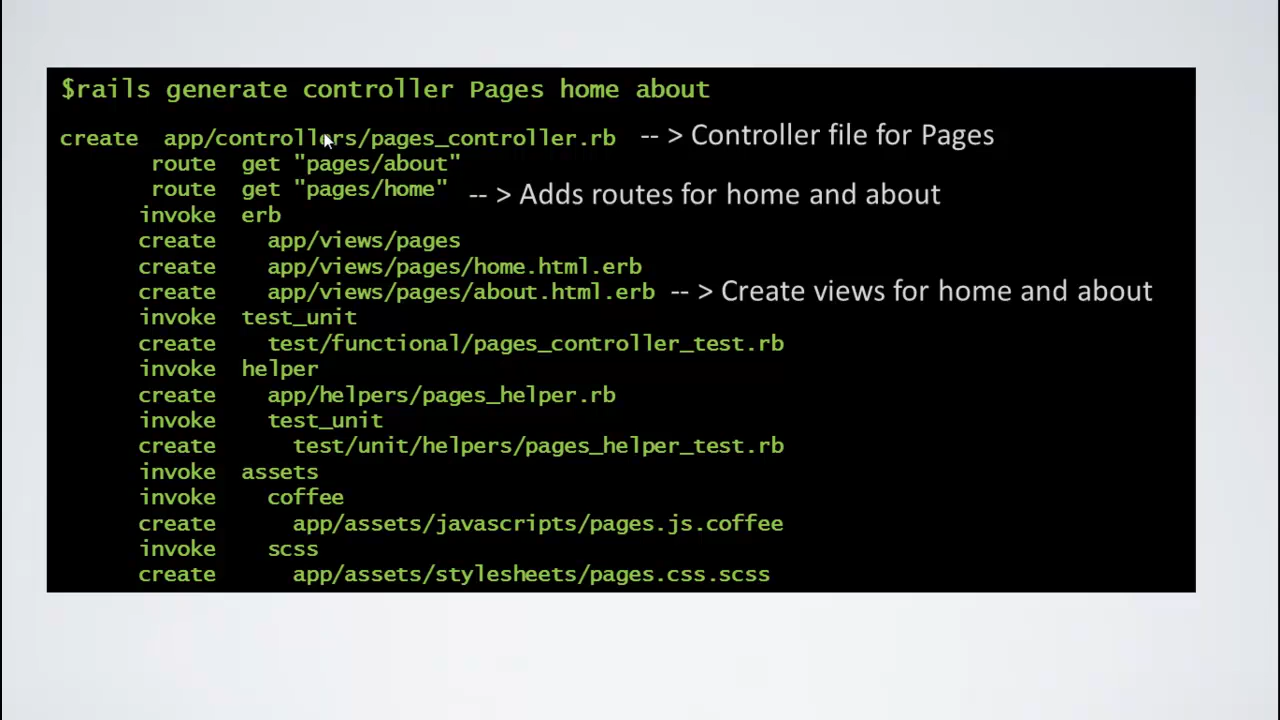 $rails generate controller Pages home about
create app/controllers/pages_controller.rb -- > Controller file for Pages
route get "pages/about"
route get "pages/home" -- > Adds routes for home and about
invoke erb
create app/views/pages
create app/views/pages/home.html.erb
create app/views/pages/about.html.erb -- > Create views for home and about
invoke test_unit
create test/functional/pages_controller_test.rb
invoke helper
create app/helpers/pages_helper.rb
invoke test_unit
create test/unit/helpers/pages_helper_test.rb
invoke assets
invoke coffee
create app/assets/javascripts/pages.js.coffee
invoke scss
create app/assets/stylesheets/pages.css.scss